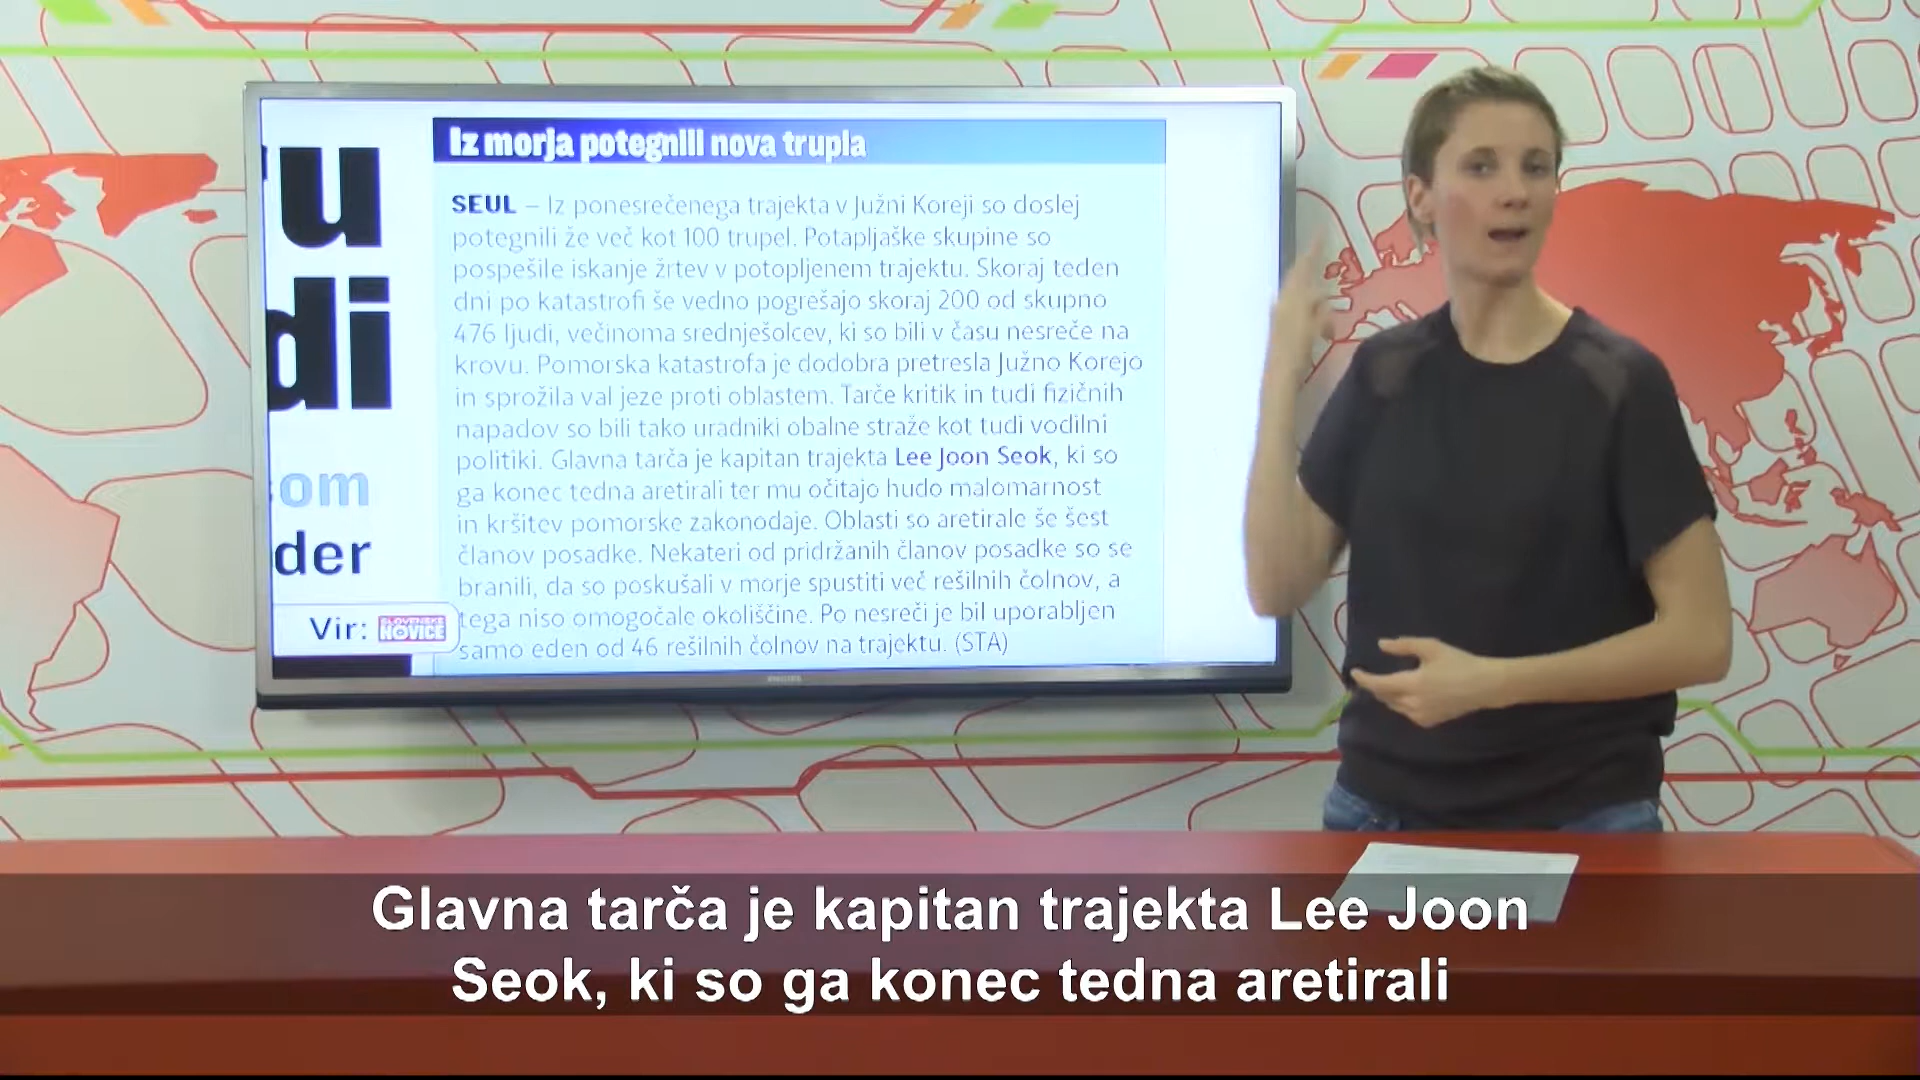 ru
di
om
der
Iz morja potegnili nova trupla
SEUL – Iz ponesrečenega trajekta v Južni Koreji so doslej
potegnili že več kot 100 trupel. Potapljaške skupine so
pospešile iskanje žrtev v potopljenem trajektu. Skoraj teden
dni po katastrofi še vedno pogrešajo skoraj 200 od skupno
476 ljudi, večinoma srednješolcev, ki so bili v času nesreče na
krovu. Pomorska katastrofa je dodobra pretresla Južno Korejo
in sprožila val jeze proti oblastem. Tarče kritik in tudi fizičnih
napadov so bili tako uradniki obalne straže kot tudi vodilni
politiki. Glavna tarča je kapitan trajekta Lee Joon Seok, ki so
ga konec tedna aretirali ter mu očitajo hudo malomarnost
in kršitev pomorske zakonodaje. Oblasti so aretirale še šest
članov posadke. Nekateri od pridržanih članov posadke so se
branili, da so poskušali v morje spustiti več rešilnih čolnov, a
tega niso omogočale okoliščine. Po nesreči je bil uporabljen
samo eden od 46 rešilnih čolnov na trajektu. (STA)
Vir: SLOVENSKE NOVICE
PHILIPS
Glavna tarča je kapitan trajekta Lee Joon
Seok, ki so ga konec tedna aretirali